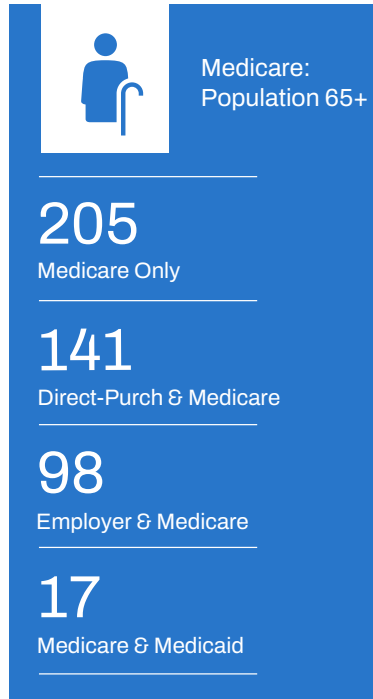 Medicare:
Population 65+
205
Medicare Only
141
Direct-Purch & Medicare
98
Employer & Medicare
17
Medicare & Medicaid